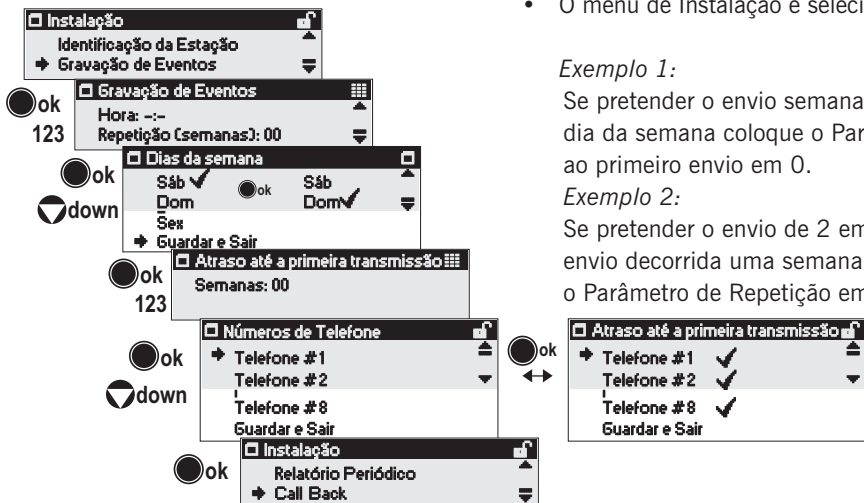 • O menu de Instalação é
Instalação
Identificação da Estação
Gravação de Eventos
ok
123
Gravação de Eventos
Hora: -:-
Repetição (semanas): 00
ok
down
Dias da semana
Sáb ok Sáb
Dom Dom
Sex
Guardar e Sair
ok
123
Atraso até a primeira transmissão
Semanas: 00
ok
down
Números de Telefone
Telefone #1
Telefone #2
Telefone #8
Guardar e Sair
ok
Atraso até a primeira transmissão
Telefone #1
Telefone #2
Telefone #8
Guardar e Sair
ok
Instalação
Relatório Periódico
Call Back
Exemplo 1:
Se pretender o envio
dia da semana coloque o
ao primeiro envio em 0.
Exemplo 2:
Se pretender o envio de 2 em
envio decorrida uma semana
o Parâmetro de Repetição em